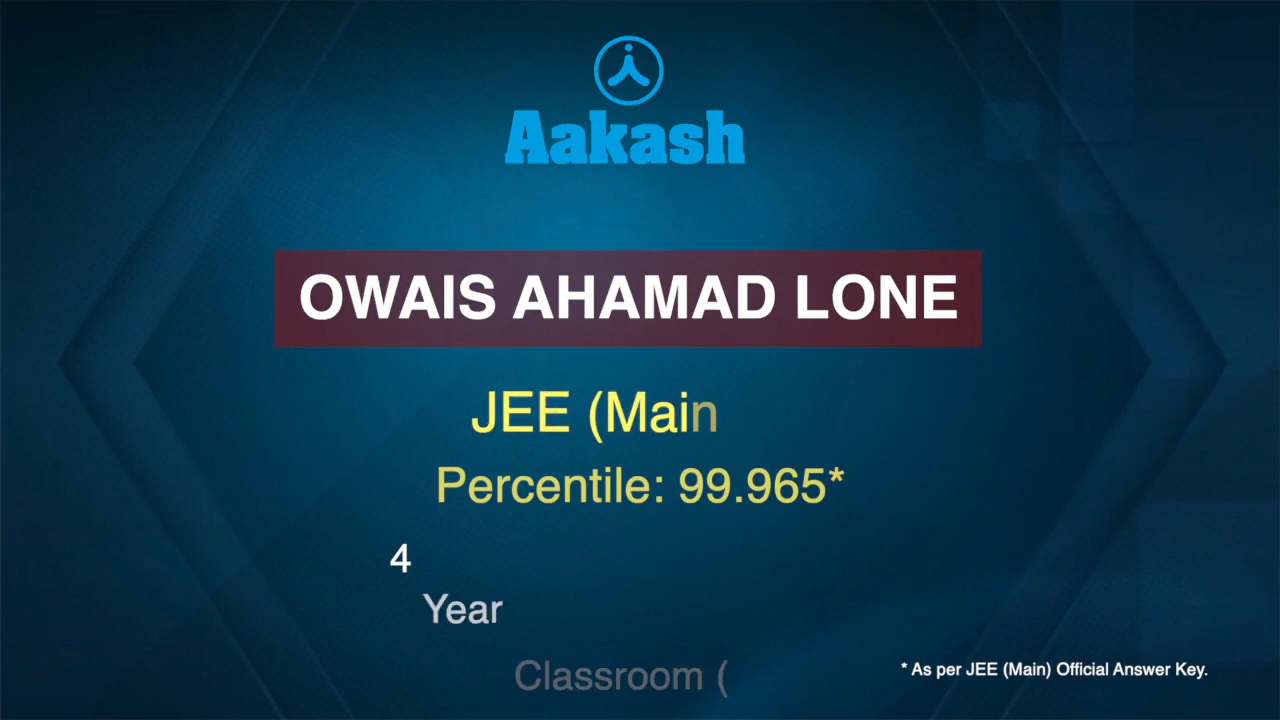 Aakash
OWAIS AHAMAD LONE
JEE (Main
Percentile: 99.965*
4
Year
Classroom (
* As per JEE (Main) Official Answer Key.